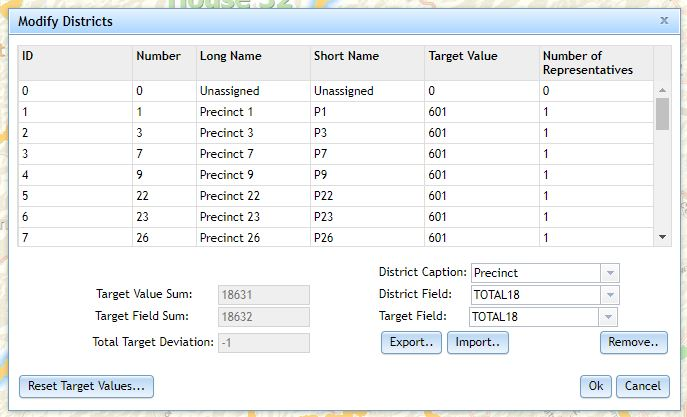 House 52
Modify Districts x
ID Number Long Name Short Name Target Value Number of Representatives
0 0 Unassigned Unassigned 0 0
1 1 Precinct 1 P1 601 1
2 3 Precinct 3 P3 601 1
3 7 Precinct 7 P7 601 1
4 9 Precinct 9 P9 601 1
5 22 Precinct 22 P22 601 1
6 23 Precinct 23 P23 601 1
7 26 Precinct 26 P26 601 1
District Caption: Precinct
Target Value Sum: 18631 District Field: TOTAL18
Target Field Sum: 18632 Target Field: TOTAL18
Total Target Deviation: -1 Export.. Import.. Remove..
Reset Target Values... Ok Cancel